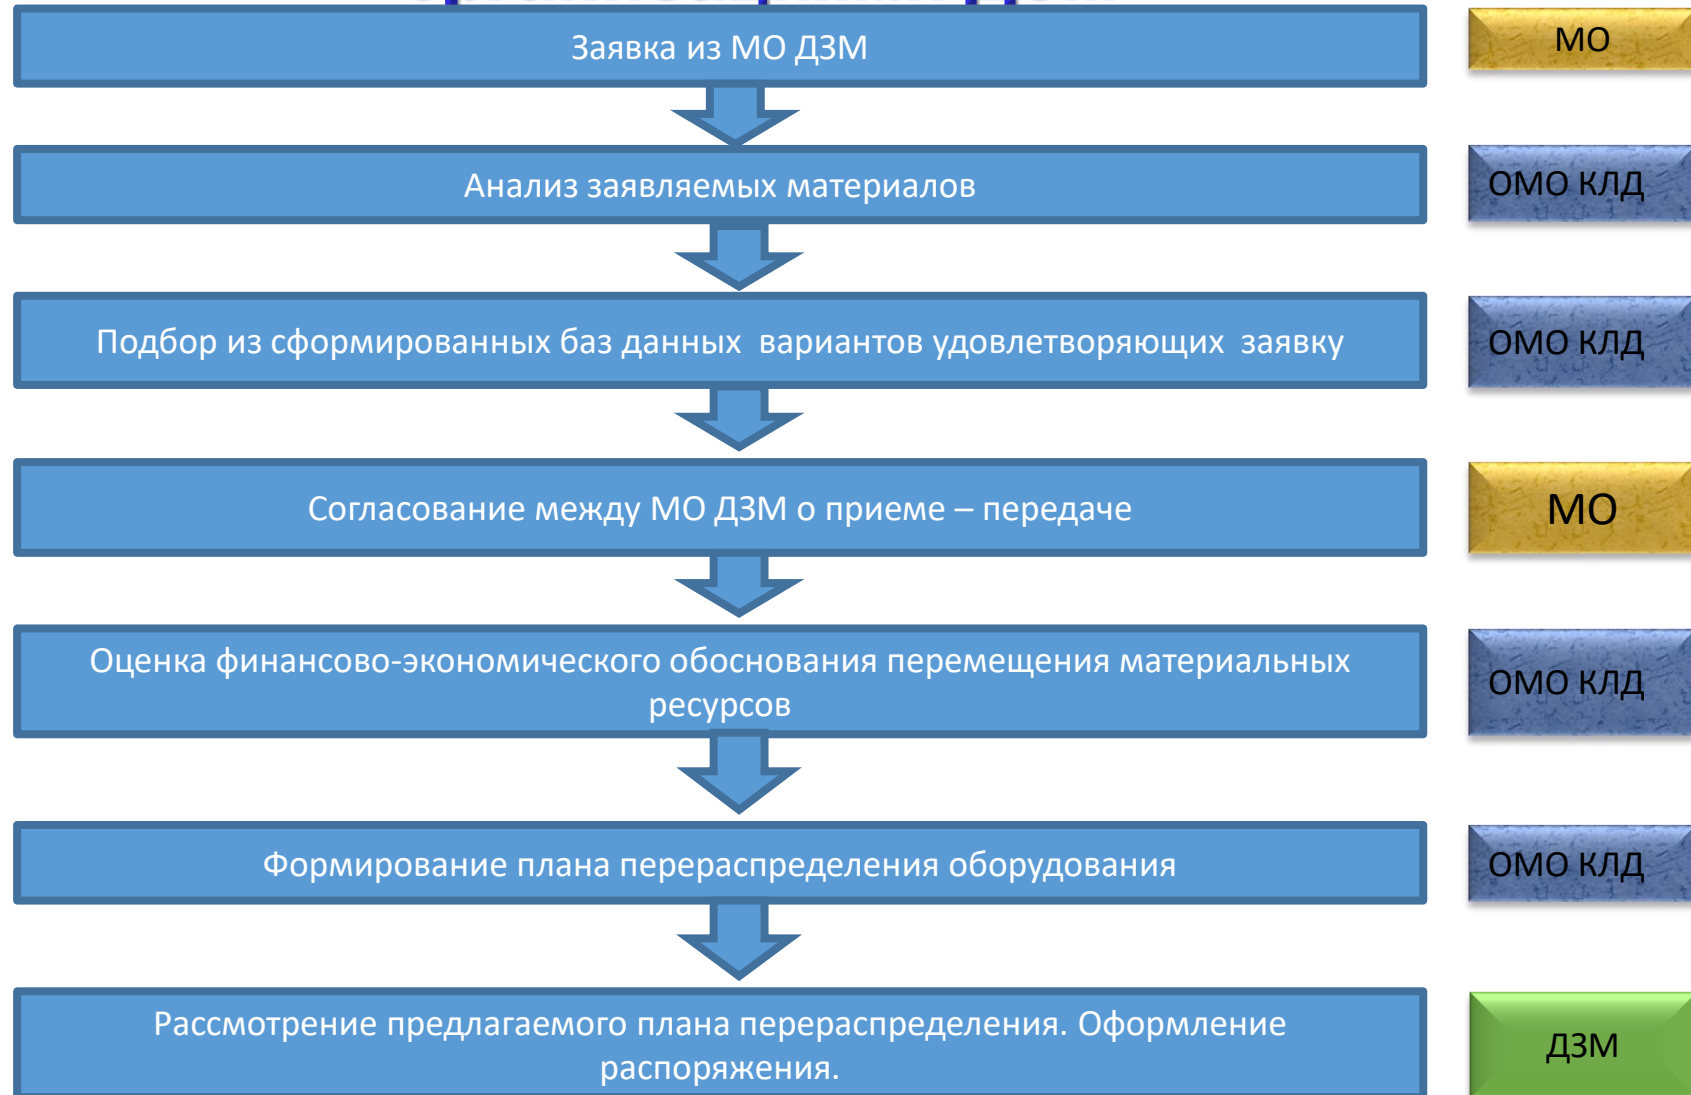 Заявка из МО ДЗМ
МО
Анализ заявляемых материалов
ОМО КЛД
Подбор из сформированных баз данных вариантов удовлетворяющих заявку
ОМО КЛД
Согласование между МО ДЗМ о приеме – передаче
МО
Оценка финансово-экономического обоснования перемещения материальных
ресурсов
ОМО КЛД
Формирование плана перераспределения оборудования
ОМО КЛД
Рассмотрение предлагаемого плана перераспределения. Оформление
распоряжения.
ДЗМ